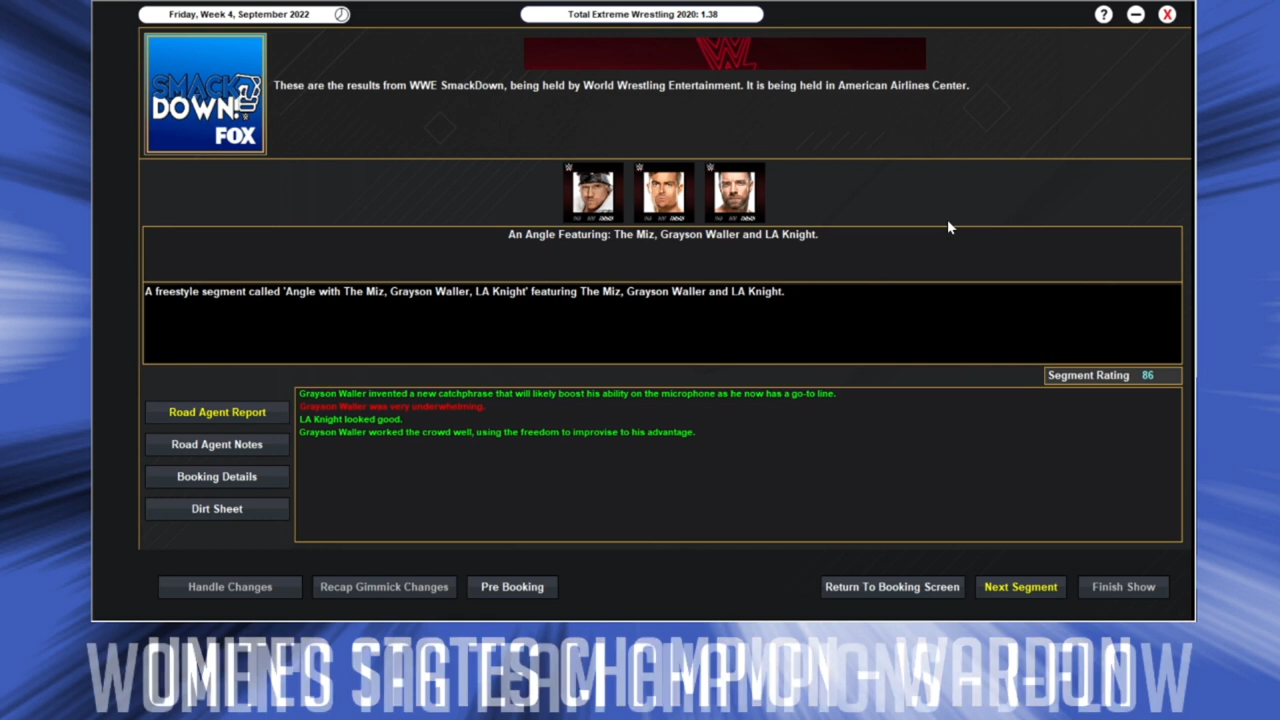 Friday, Week 4, September 2022
Total Extreme Wrestling 2020: 1.38
?
X
SMACK
DOWN!
FOX
These are the results from WWE SmackDown, being held by World Wrestling Entertainment. It is being held in American Airlines Center.
An Angle Featuring: The Miz, Grayson Waller and LA Knight.
A freestyle segment called 'Angle with The Miz, Grayson Waller, LA Knight' featuring The Miz, Grayson Waller and LA Knight.
Segment Rating 86
Grayson Waller invented a new catchphrase that will likely boost his ability on the microphone as he now has a go-to line.
Grayson Waller was very underwhelming.
LA Knight looked good.
Grayson Waller worked the crowd well, using the freedom to improvise to his advantage.
Road Agent Report
Road Agent Notes
Booking Details
Dirt Sheet
Handle Changes
Recap Gimmick Changes
Pre Booking
Return To Booking Screen
Next Segment
Finish Show